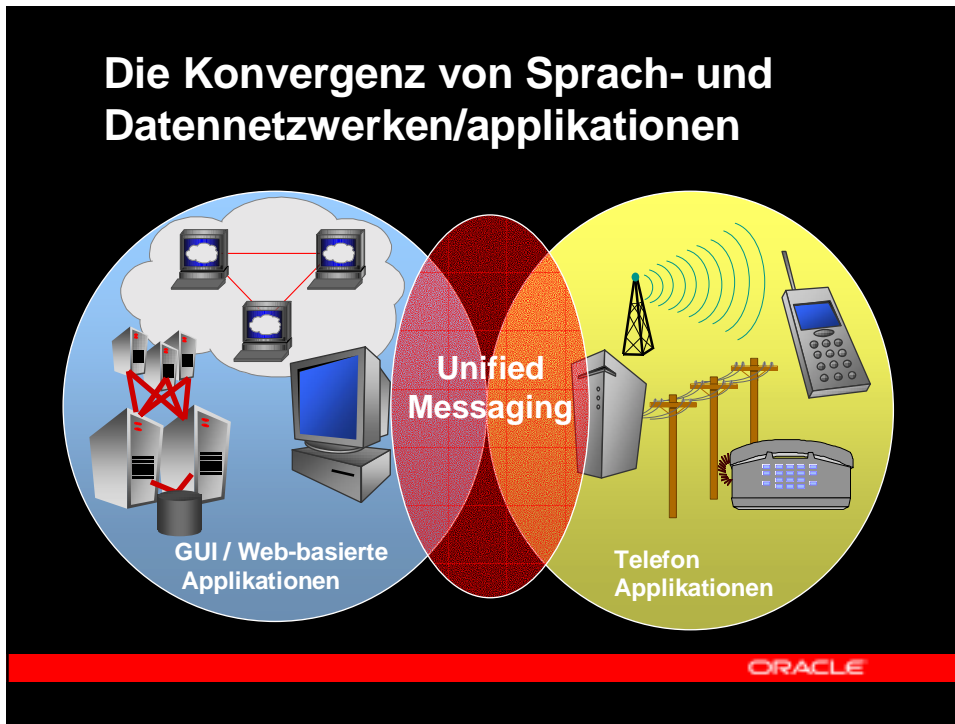 Die Konvergenz von Sprach- und
Datennetzwerken/applikationen
Unified
Messaging
GUI / Web-basierte
Applikationen
Telefon
Applikationen
ORACLE